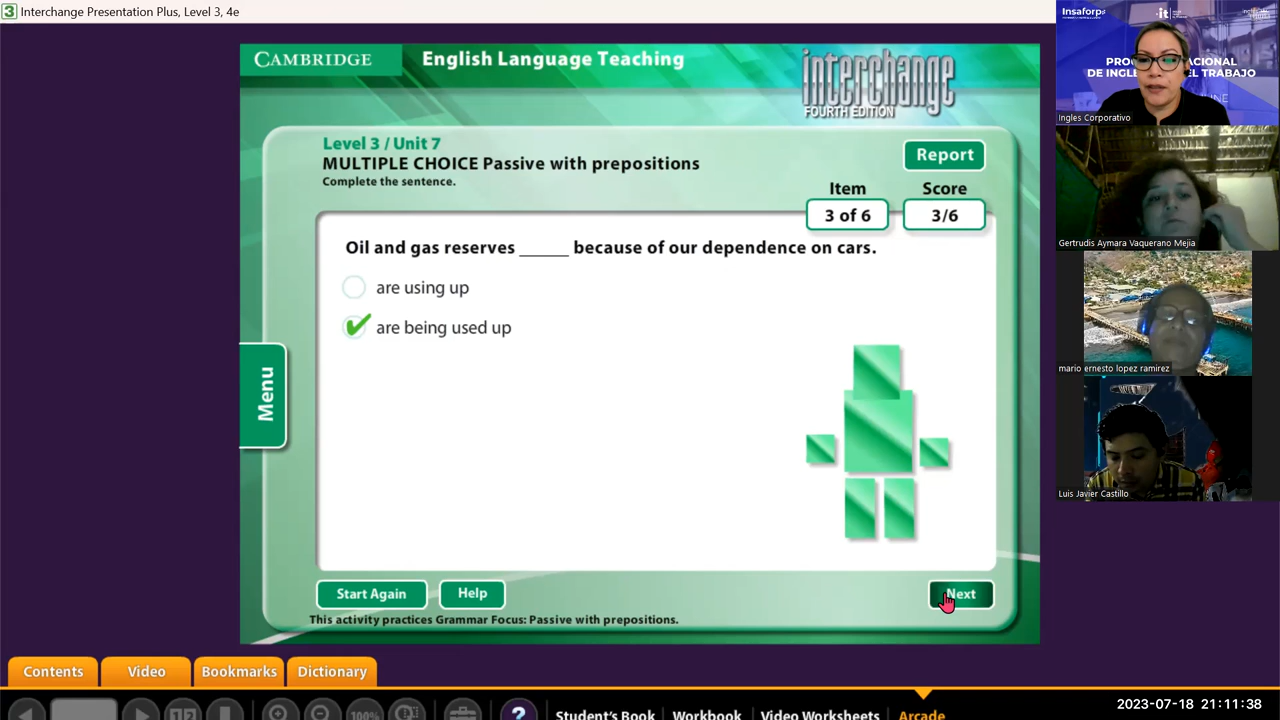 Interchange Presentation Plus, Level 3, 4e
CAMBRIDGE
English Language Teaching
interchange
FOURTH EDITION
Level 3 / Unit 7
MULTIPLE CHOICE Passive with prepositions
Complete the sentence.
Report
Item
Score
3 of 6
3/6
Oil and gas reserves ______ because of our dependence on cars.
are using up
are being used up
Menu
Start Again
Help
Next
This activity practices Grammar Focus: Passive with prepositions.
Contents
Video
Bookmarks
Dictionary
100%
?
Student's Book
Workbook
Video Worksheets
Arcade
Insaforp
it
Ingles Corporativo
Gertrudis Aymara Vaquerano Mejia
mario ernesto lopez ramirez
Luis Javier Castillo
2023-07-18 21:11:38